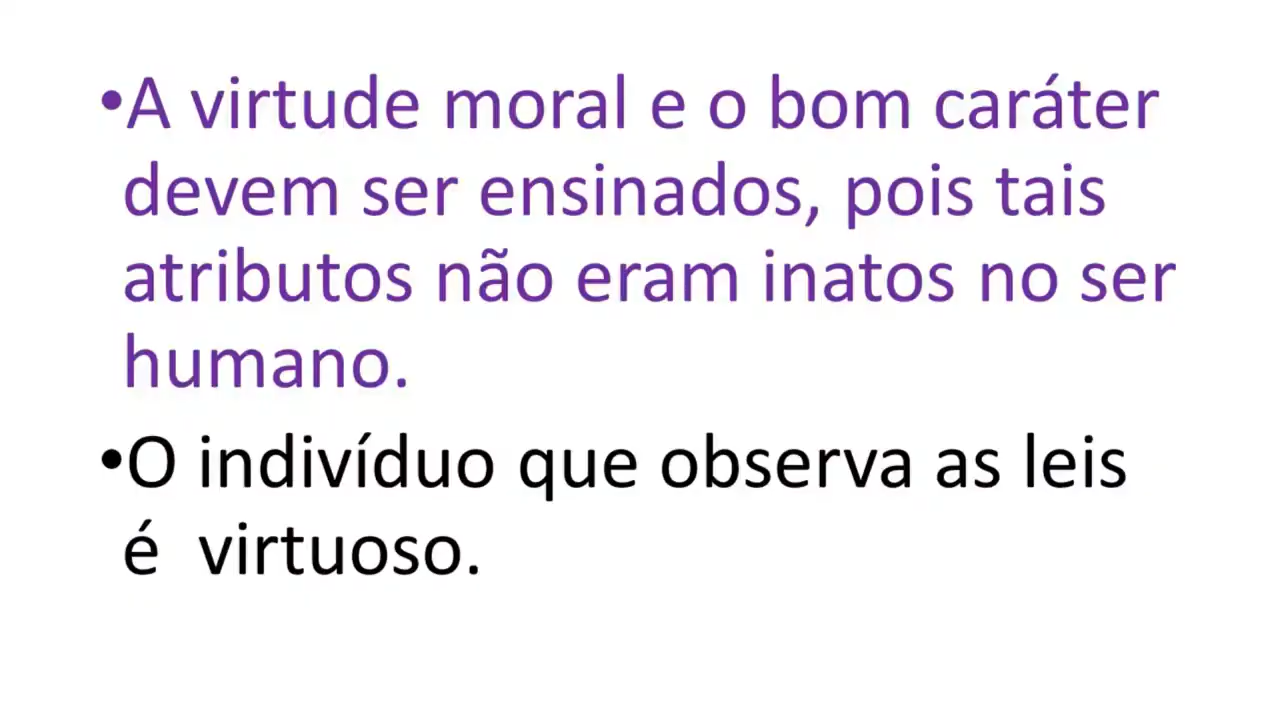 •A virtude moral e o bom caráter
devem ser ensinados, pois tais
atributos não eram inatos no ser
humano.
•O indivíduo que observa as leis
é  virtuoso.